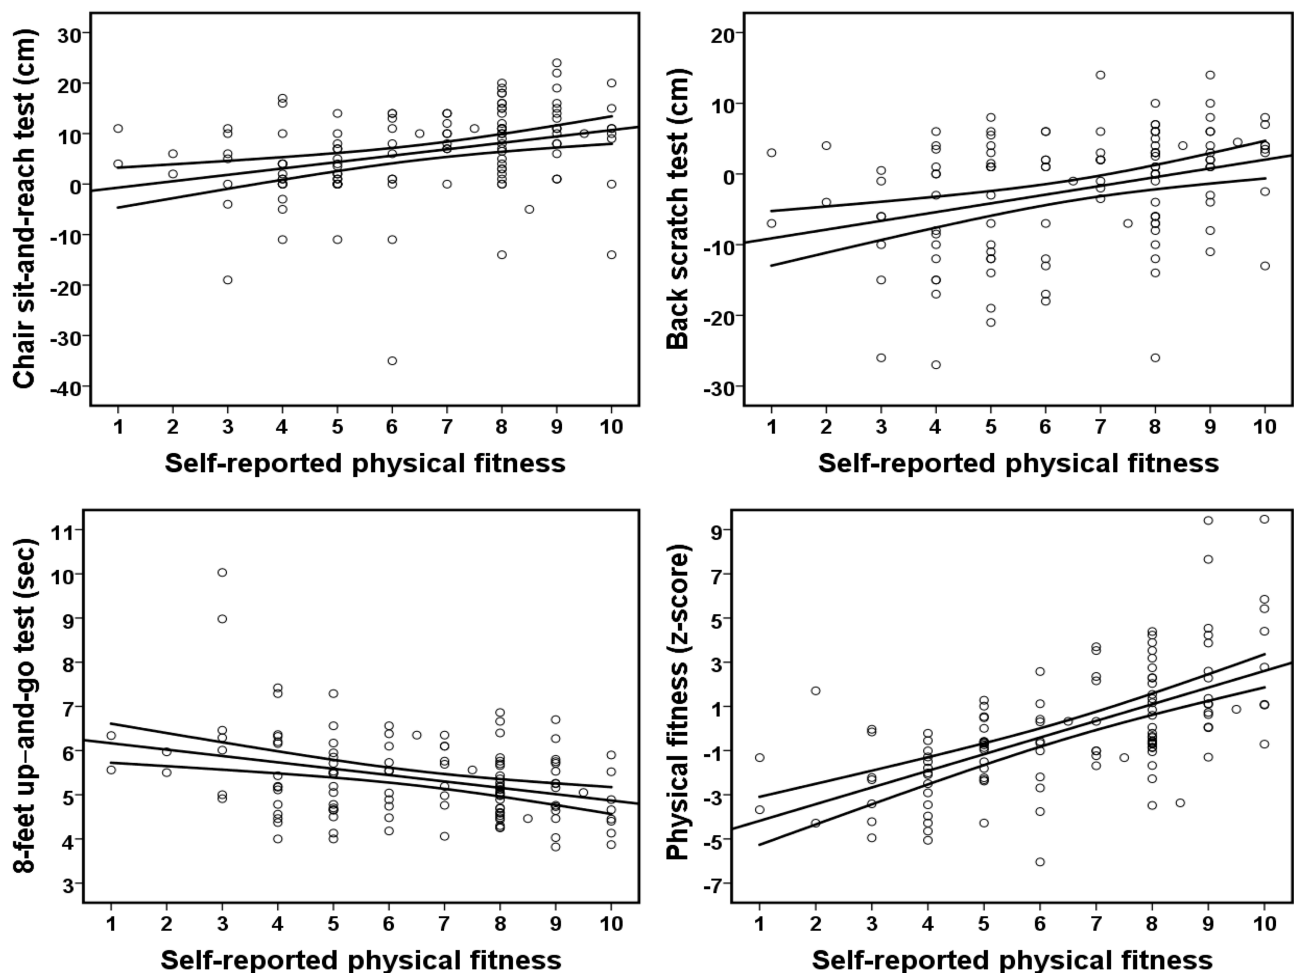 Chair sit-and-reach test (cm)
30
20
10
0
-10
-20
-30
-40
1 2 3 4 5 6 7 8 9 10
Self-reported physical fitness
Back scratch test (cm)
20
10
0
-10
-20
-30
1 2 3 4 5 6 7 8 9 10
Self-reported physical fitness
8-feet up–and-go test (sec)
11
10
9
8
7
6
5
4
3
1 2 3 4 5 6 7 8 9 10
Self-reported physical fitness
Physical fitness (z-score)
9
7
5
3
1
-1
-3
-5
-7
1 2 3 4 5 6 7 8 9 10
Self-reported physical fitness